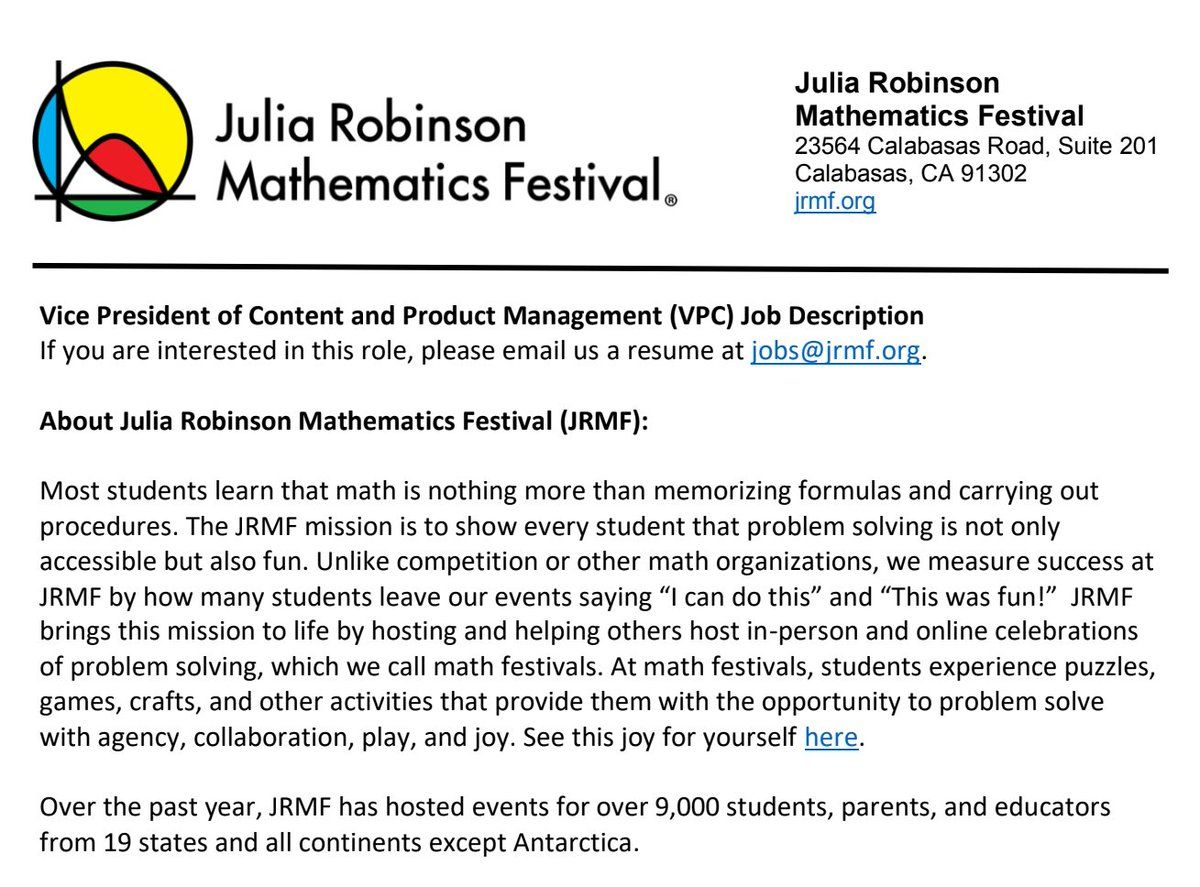 Julia Robinson
Mathematics Festival®
Julia Robinson
Mathematics Festival
23564 Calabasas Road, Suite 201
Calabasas, CA 91302
jrmf.org
Vice President of Content and Product Management (VPC) Job Description
If you are interested in this role, please email us a resume at jobs@jrmf.org.
About Julia Robinson Mathematics Festival (JRMF):
Most students learn that math is nothing more than memorizing formulas and carrying out
procedures. The JRMF mission is to show every student that problem solving is not only
accessible but also fun. Unlike competition or other math organizations, we measure success at
JRMF by how many students leave our events saying “I can do this” and “This was fun!”  JRMF
brings this mission to life by hosting and helping others host in-person and online celebrations
of problem solving, which we call math festivals. At math festivals, students experience puzzles,
games, crafts, and other activities that provide them with the opportunity to problem solve
with agency, collaboration, play, and joy. See this joy for yourself here.
Over the past year, JRMF has hosted events for over 9,000 students, parents, and educators
from 19 states and all continents except Antarctica.